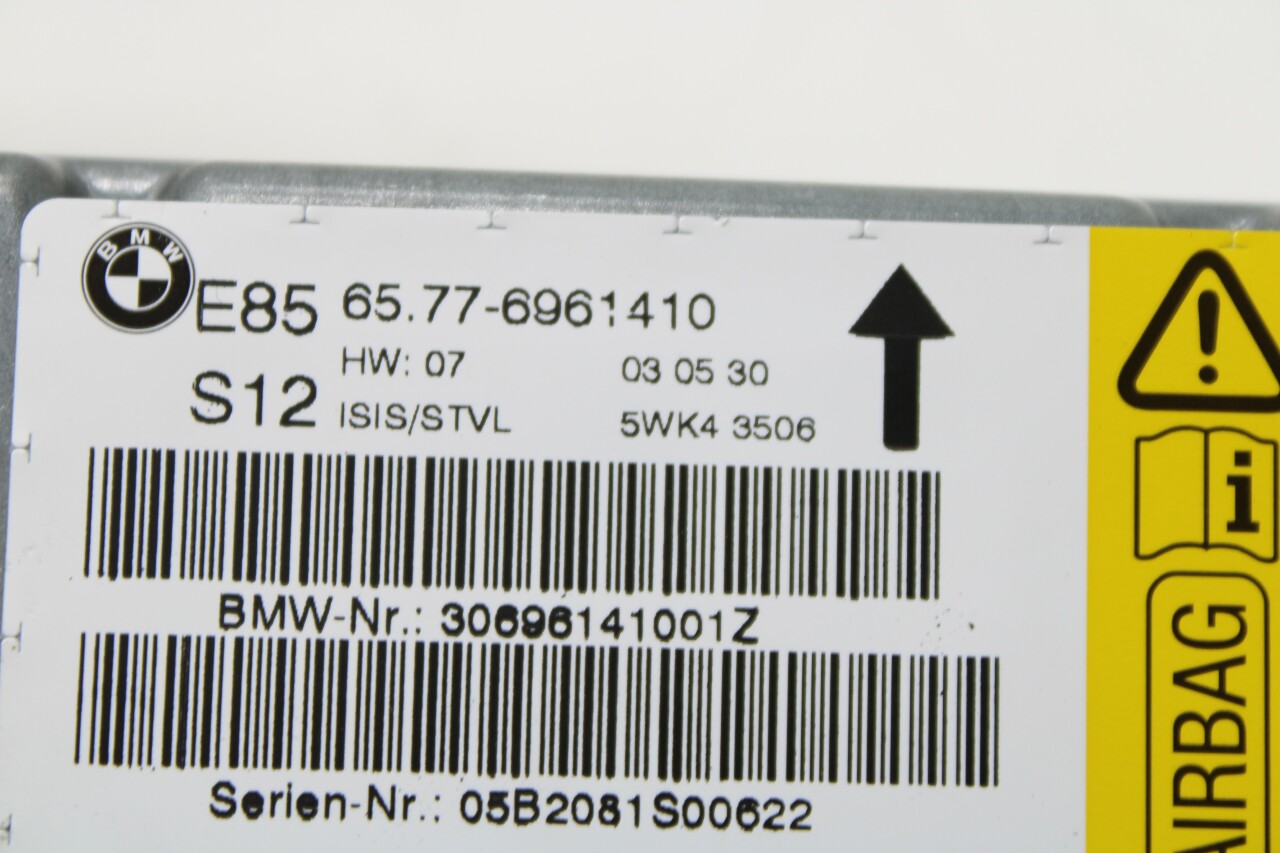 BMW
E85 65.77-6961410
HW: 07 03 05 30
S12
ISIS/STVL 5WK4 3506
BMW-Nr.: 30696141001Z
Serien-Nr.: 05B2081S00622
i
AIRBAG